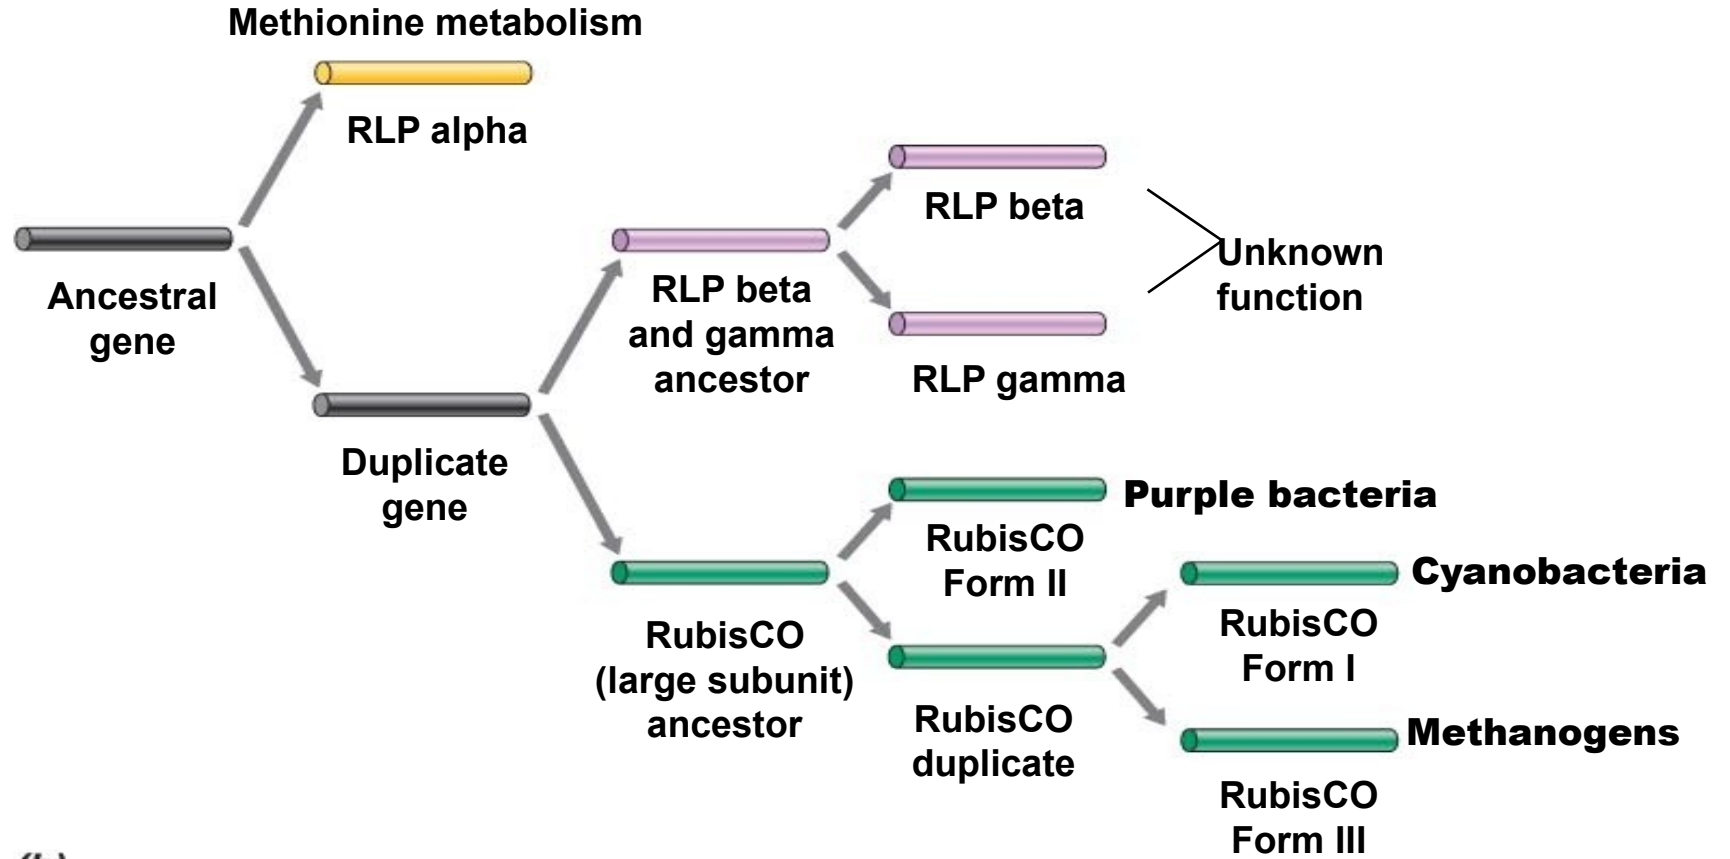 Methionine metabolism
RLP alpha
Ancestral
gene
Duplicate
gene
RLP beta
and gamma
ancestor
RLP beta
RLP gamma
Unknown
function
RubisCO
(large subunit)
ancestor
Purple bacteria
RubisCO
Form II
RubisCO
duplicate
Cyanobacteria
RubisCO
Form I
Methanogens
RubisCO
Form III